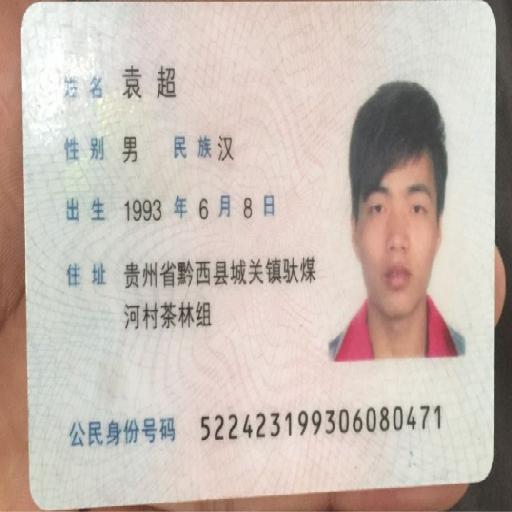 姓名 袁超
性别 男 民族 汉
出生 1993 年 6 月 8 日
住址 贵州省黔西县城关镇驮煤
河村茶林组
公民身份号码 522423199306080471